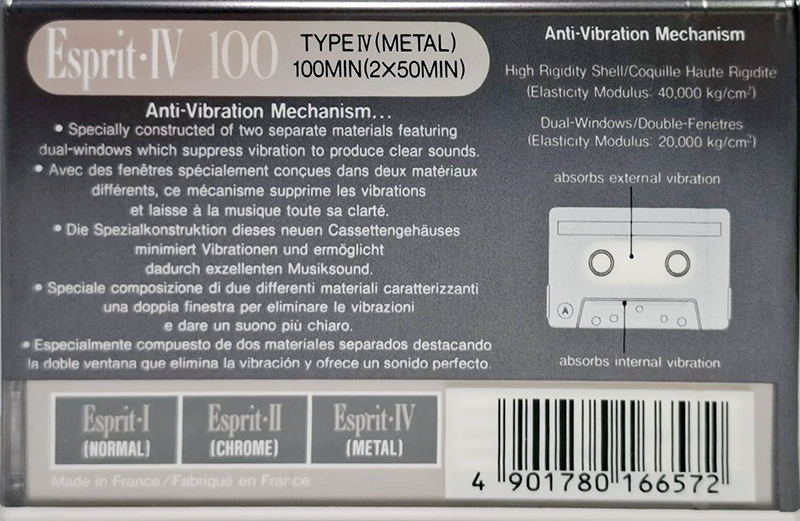 Esprit·IV 100
TYPE IV (METAL)
100MIN(2×50MIN)
Anti-Vibration Mechanism...
• Specially constructed of two separate materials featuring
dual-windows which suppress vibration to produce clear sounds.
• Avec des fenêtres spécialement conçues dans deux matériaux
différents, ce mécanisme supprime les vibrations
et laisse à la musique toute sa clarté.
• Die Spezialkonstruktion dieses neuen Cassettengehäuses
minimiert Vibrationen und ermöglicht
dadurch exzellenten Musiksound.
• Speciale composizione di due differenti materiali caratterizzanti
una doppia finestra per eliminare le vibrazioni
e dare un suono più chiaro.
• Especialmente compuesto de dos materiales separados destacando
la doble ventana que elimina la vibración y ofrece un sonido perfecto.
Anti-Vibration Mechanism
High Rigidity Shell/Coquille Haute Rigidité
(Elasticity Modulus: 40,000 kg/cm²)
Dual-Windows/Double-Fenêtres
(Elasticity Modulus: 20,000 kg/cm²)
absorbs external vibration
A
absorbs internal vibration
Esprit·I
(NORMAL)
Esprit·II
(CHROME)
Esprit·IV
(METAL)
Made in France/Fabriqué en France
4 901780 166572